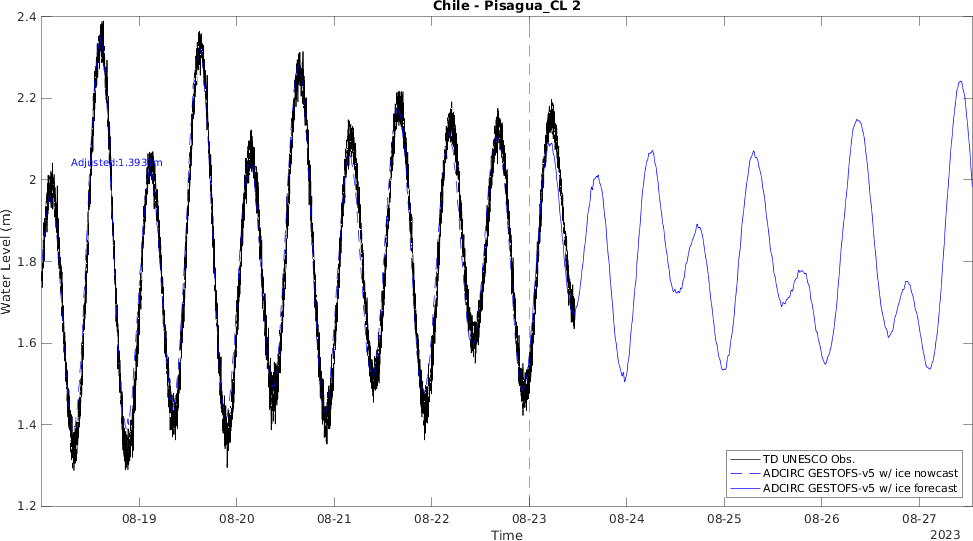 Chile - Pisagua_CL 2
2.4
2.2
2
1.8
1.6
1.4
1.2
Water Level (m)
Adjusted:1.393
08-19
08-20
08-21
08-22
08-23
08-24
08-25
08-26
08-27
Time
2023
TD UNESCO Obs.
ADCIRC GESTOFS-v5 w/ ice nowcast
ADCIRC GESTOFS-v5 w/ ice forecast